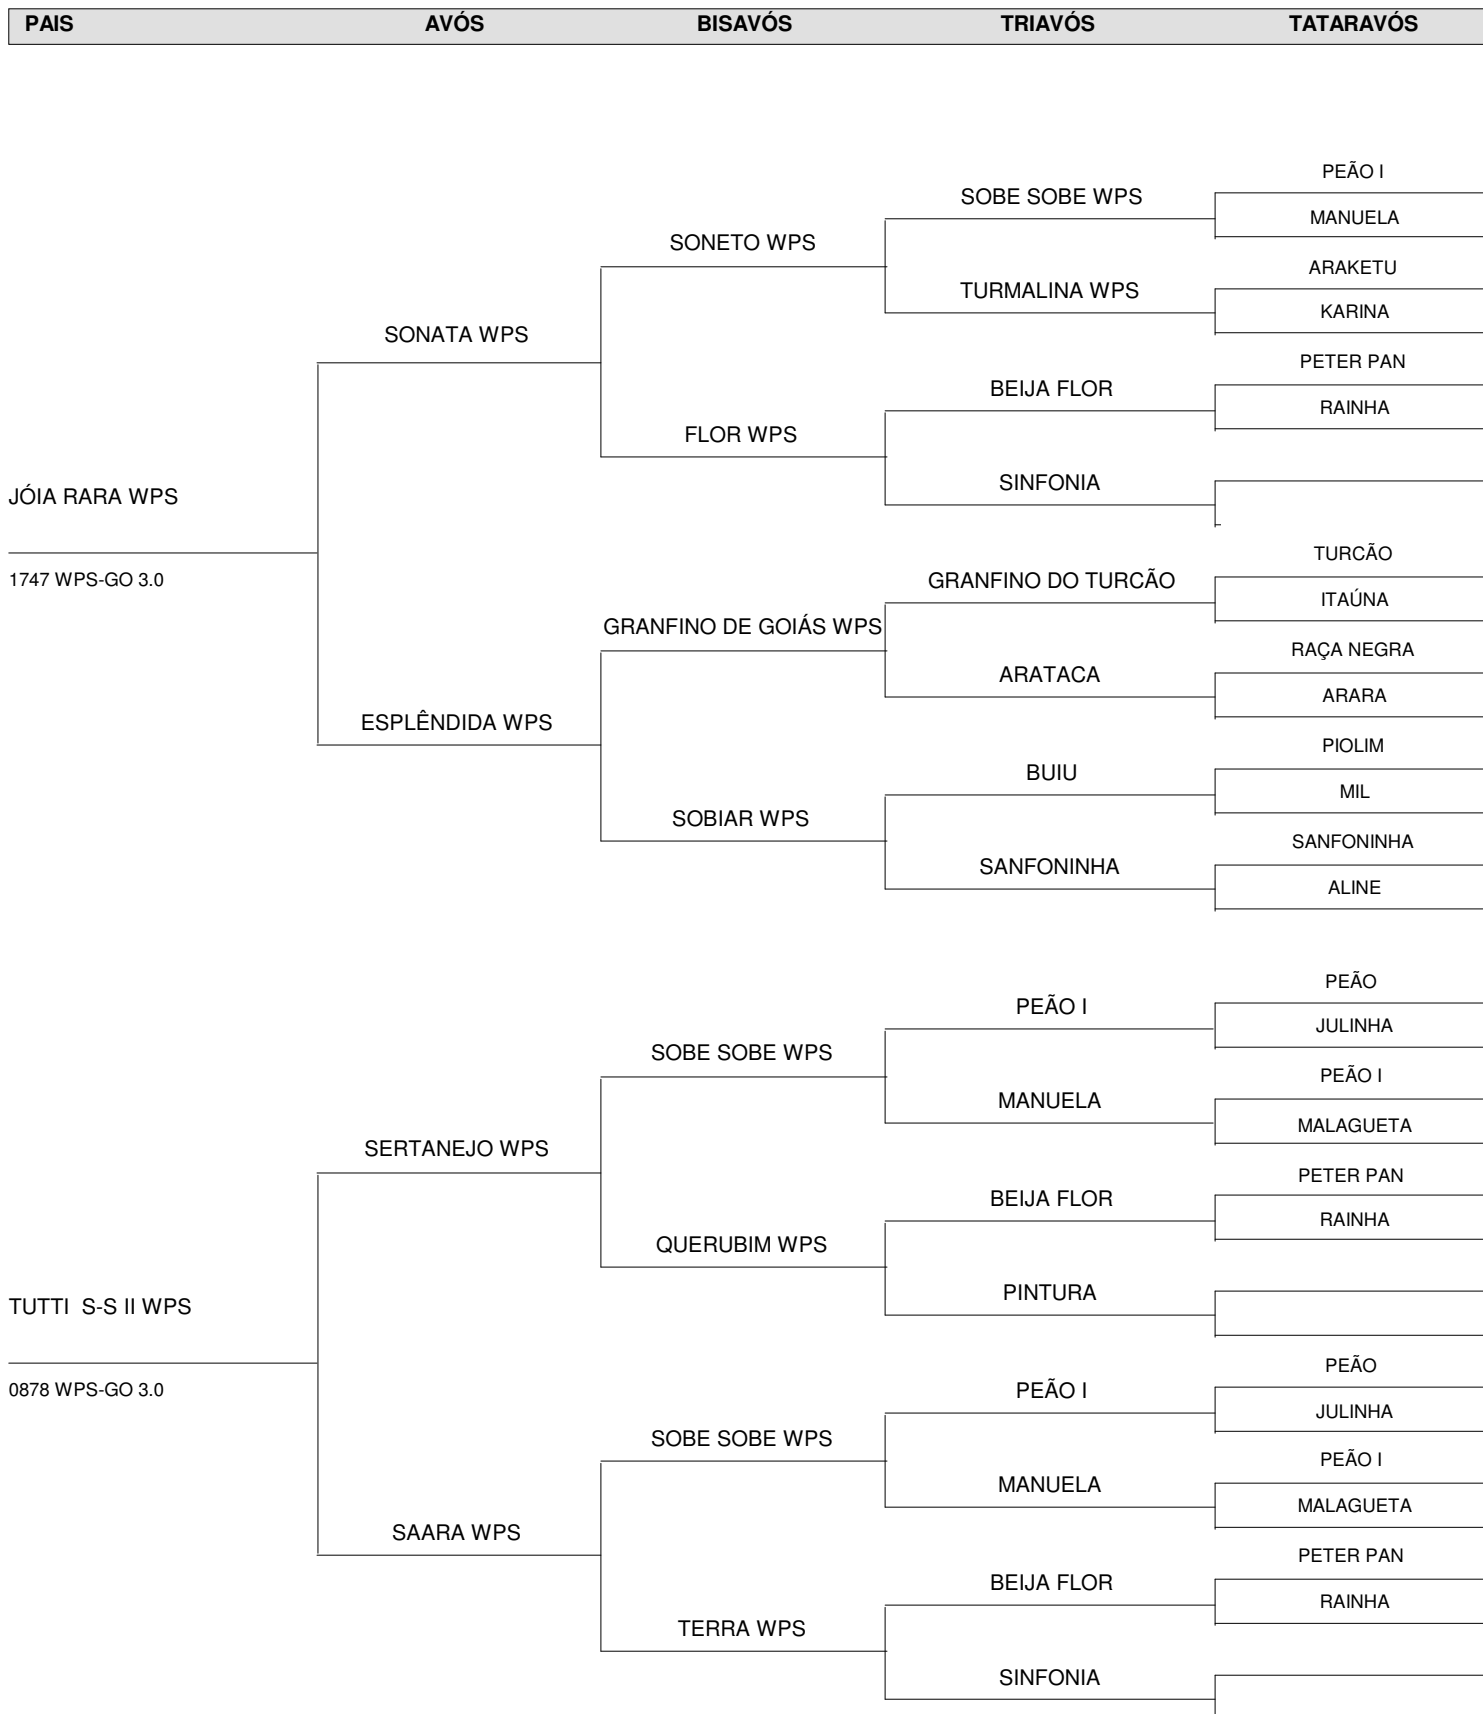 PAIS AVÓS BISAVÓS TRIAVÓS TATARAVÓS
PEÃO I
SOBE SOBE WPS
MANUELA
SONETO WPS
ARAKETU
TURMALINA WPS
KARINA
SONATA WPS
PETER PAN
BEIJA FLOR
RAINHA
FLOR WPS
SINFONIA
JÓIA RARA WPS
TURCÃO
1747 WPS-GO 3.0
GRANFINO DO TURCÃO
ITAÚNA
GRANFINO DE GOIÁS WPS
RAÇA NEGRA
ARATACA
ARARA
ESPLÊNDIDA WPS
PIOLIM
BUIU
MIL
SOBIAR WPS
SANFONINHA
SANFONINHA
ALINE
PEÃO
PEÃO I
JULINHA
SOBE SOBE WPS
PEÃO I
MANUELA
MALAGUETA
SERTANEJO WPS
PETER PAN
BEIJA FLOR
RAINHA
QUERUBIM WPS
PINTURA
TUTTI S-S II WPS
PEÃO
0878 WPS-GO 3.0
PEÃO I
JULINHA
SOBE SOBE WPS
PEÃO I
MANUELA
MALAGUETA
SAARA WPS
PETER PAN
BEIJA FLOR
RAINHA
TERRA WPS
SINFONIA